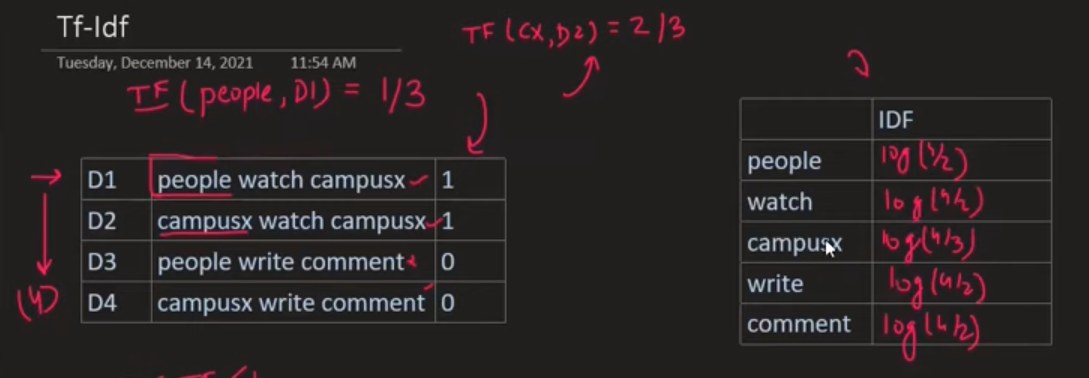 Tf-Idf
Tuesday, December 14, 2021 11:54 AM
TF (CX, D2) = 2/3
TF (people, D1) = 1/3
D1 people watch campusx 1
D2 campusx watch campusx 1
D3 people write comment 0
D4 campusx write comment 0
(4)
IDF
people log(4/2)
watch log(4/2)
campusx log(4/3)
write log(4/2)
comment log(4/2)